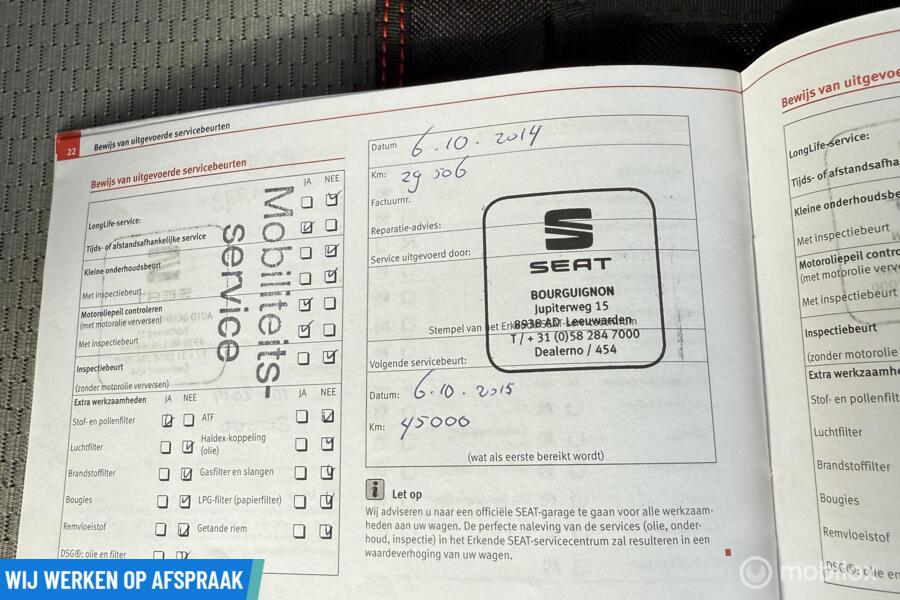 22
Bewijs van uitgevoerde servicebeurten
Bewijs van uitgevoerde servicebeurten
JA NEE
LongLife-service:
Tijds- of afstandsafhankelijke service
Kleine onderhoudsbeurt
Met inspectiebeurt
Motoroliepeil controleren
(met motorolie verversen)
Met inspectiebeurt
Inspectiebeurt
(zonder motorolie verversen)
Mobiliteits-
service
Extra werkzaamheden JA NEE JA NEE
Stof- en pollenfilter ATF
Luchtfilter Haldex-koppeling
(olie)
Brandstoffilter Gasfilter en slangen
Bougies LPG-filter (papierfilter)
Remvloeistof Getande riem
DSG®: olie en filter
Datum 6.10.2014
Km: 29 506
Factuurnr.
Reparatie-advies:
Service uitgevoerd door:
SEAT
BOURGUIGNON
Jupiterweg 15
8938 AD Leeuwarden
Stempel van het
T / + 31 (0)58 284 7000
Dealerno / 454
Volgende servicebeurt:
Datum: 6.10.2015
Km: 45000
(wat als eerste bereikt wordt)
i Let op
Wij adviseren u naar een officiële SEAT-garage te gaan voor alle werkzaam-
heden aan uw wagen. De perfecte naleving van de services (olie, onder-
houd, inspectie) in het Erkende SEAT-servicecentrum zal resulteren in een
waardeverhoging van uw wagen.
Bewijs van uitgevoe
LongLife-service:
Tijds- of afstandsafha
Kleine onderhoudsbe
Met inspectiebeurt
Motoroliepeil contro
(met motorolie verve
Met inspectiebeurt
Inspectiebeurt
(zonder motorolie
Extra werkzaamhe
Stof- en pollenfilt
Luchtfilter
Brandstoffilter
Bougies
Remvloeistof
DSG®: olie en
WIJ WERKEN OP AFSPRAAK
mobilox